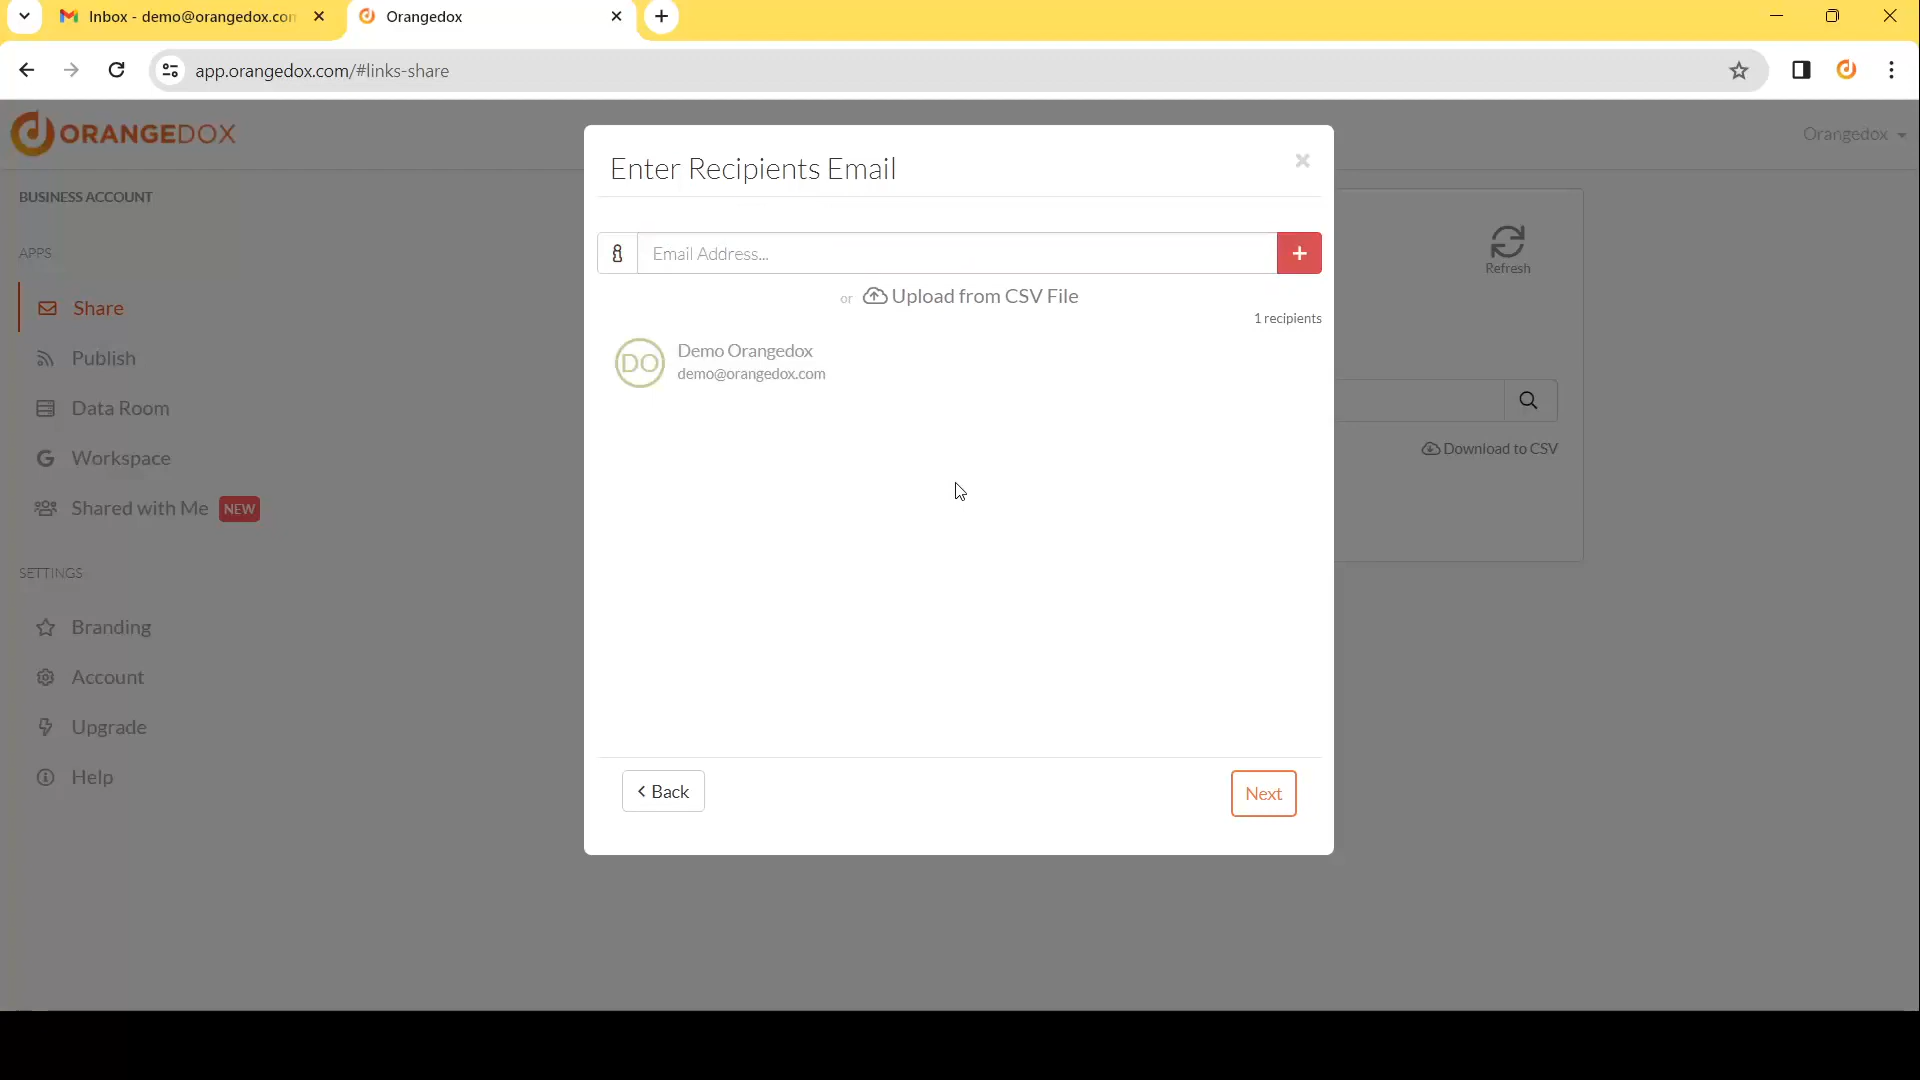 Inbox - demo@orangedox.com
Orangedox
app.orangedox.com/#links-share
ORANGEDOX
Orangedox
BUSINESS ACCOUNT
APPS
Share
Publish
Data Room
Workspace
Shared with Me NEW
SETTINGS
Branding
Account
Upgrade
Help
Enter Recipients Email
Email Address...
or Upload from CSV File
1 recipients
DO
Demo Orangedox
demo@orangedox.com
Back
Next
Refresh
Download to CSV